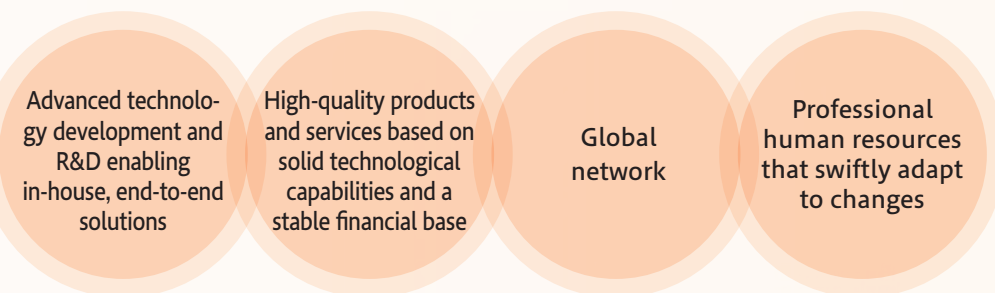 Advanced technolo-
gy development and
R&D enabling
in-house, end-to-end
solutions
High-quality products
and services based on
solid technological
capabilities and a
stable financial base
Global
network
Professional
human resources
that swiftly adapt
to changes